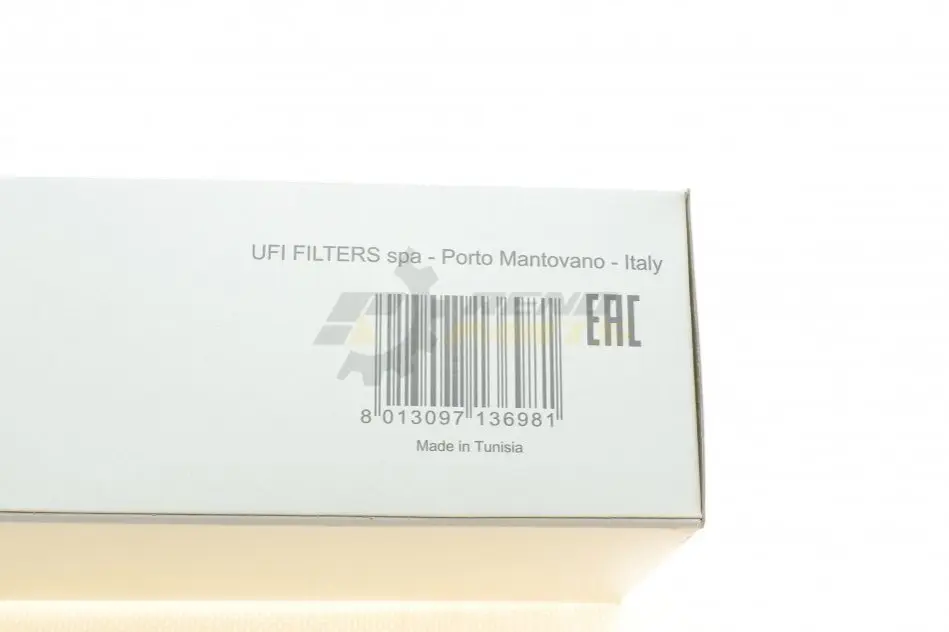 UFI FILTERS spa - Porto Mantovano - Italy
EAC
8 013097 136981
Made in Tunisia